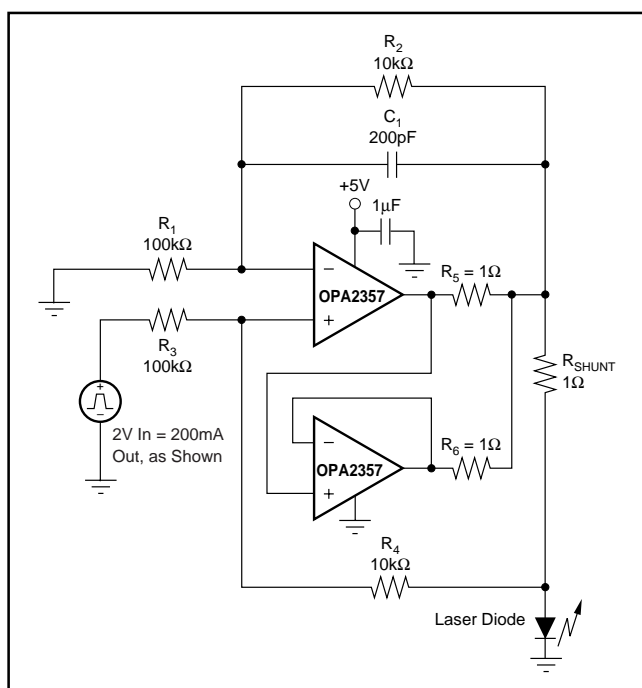 R2
10kΩ
C1
200pF
+5V
1μF
R1
100kΩ
−
OPA2357
+
R5 = 1Ω
R3
100kΩ
RSHUNT
1Ω
+
−
2V In = 200mA
Out, as Shown
−
OPA2357
+
R6 = 1Ω
R4
10kΩ
Laser Diode